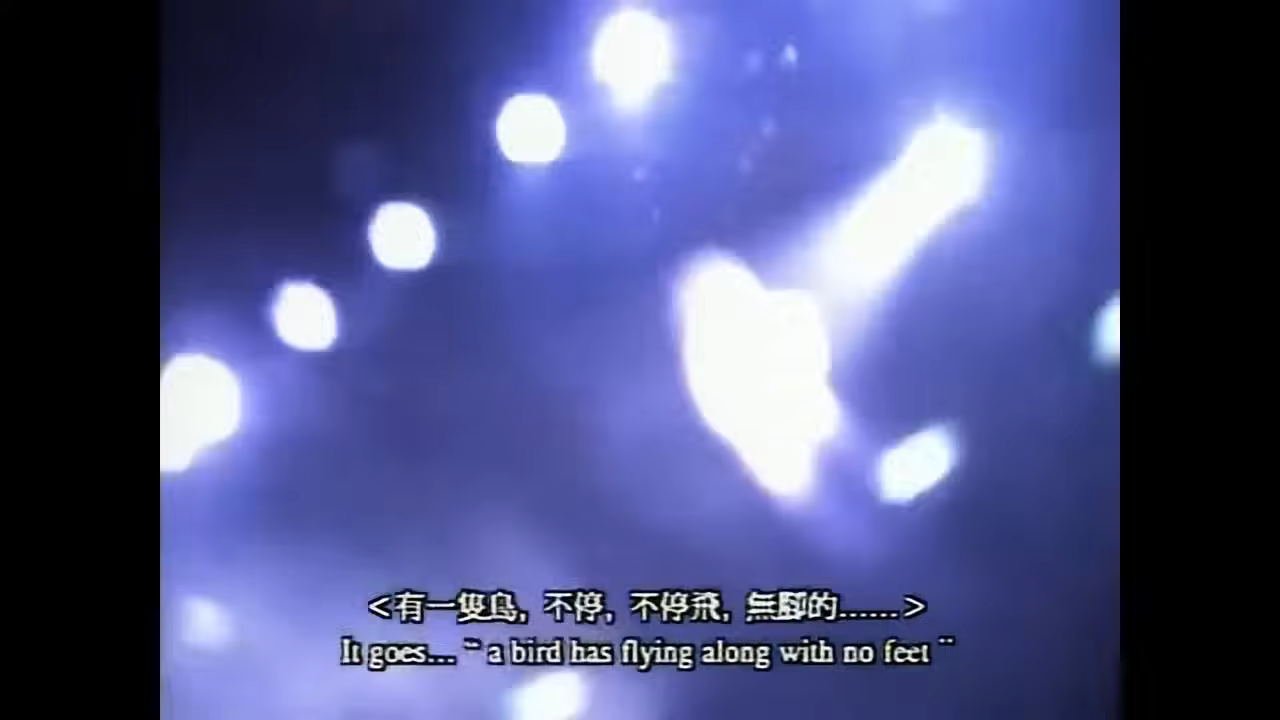 <有一隻鳥, 不停, 不停飛, 無腳的......>
It goes... " a bird has flying along with no feet "